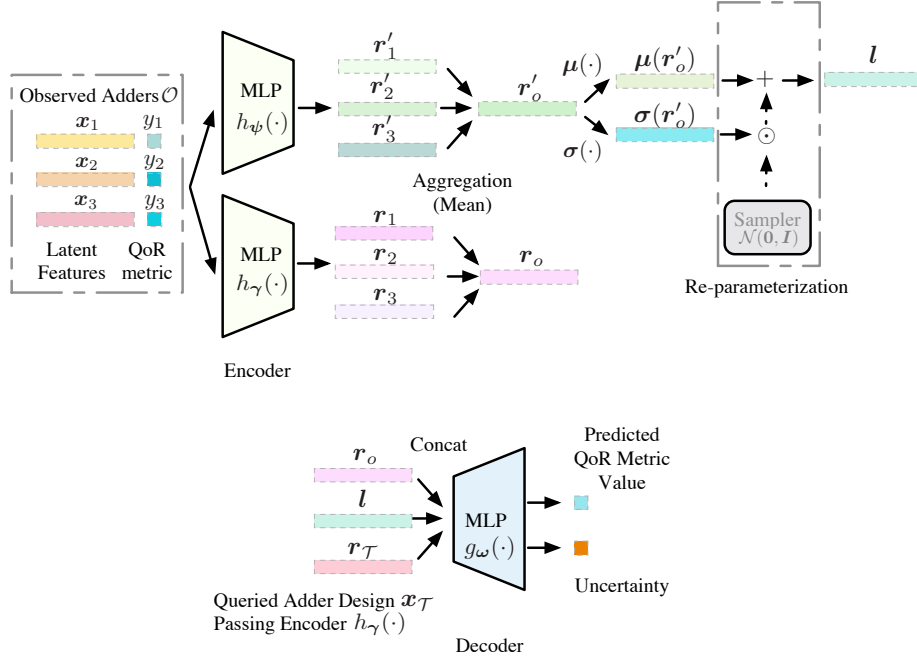 Observed Adders 𝒪
x₁ y₁
x₂ y₂
x₃ y₃
Latent Features
QoR metric
MLP
h_ψ(·)
r′₁
r′₂
r′₃
r′ₒ
Aggregation
(Mean)
μ(·)
σ(·)
μ(r′ₒ)
σ(r′ₒ)
+
⊙
Sampler
𝒩(0, I)
l
Re-parameterization
MLP
h_γ(·)
r₁
r₂
r₃
rₒ
Encoder
Concat
rₒ
l
r_𝒯
Queried Adder Design x_𝒯
Passing Encoder h_γ(·)
MLP
g_ω(·)
Decoder
Predicted
QoR Metric
Value
Uncertainty